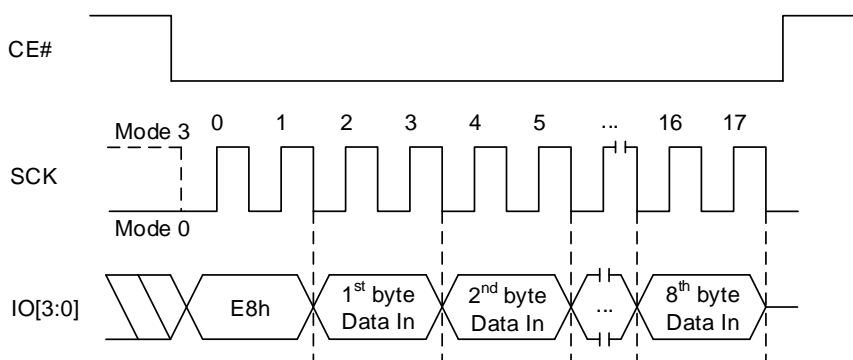 CE#
Mode 3
0 1 2 3 4 5 ... 16 17
SCK
Mode 0
IO[3:0]
E8h
1st byte
Data In
2nd byte
Data In
...
8th byte
Data In